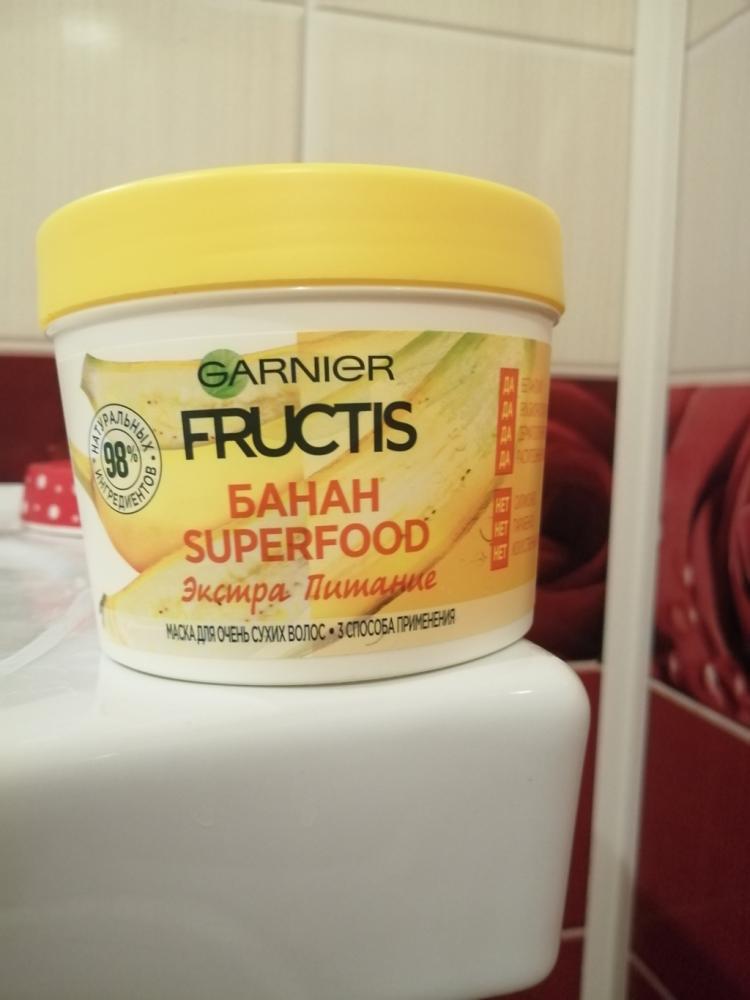 GARNIER
FRUCTIS
НАТУРАЛЬНЫХ
98%
ИНГРЕДИЕНТОВ
БАНАН
SUPERFOOD
Экстра Питание
МАСКА ДЛЯ ОЧЕНЬ СУХИХ ВОЛОС • 3 СПОСОБА ПРИМЕНЕНИЯ
ДА
ДА
ДА
ДА
НЕТ
НЕТ
НЕТ